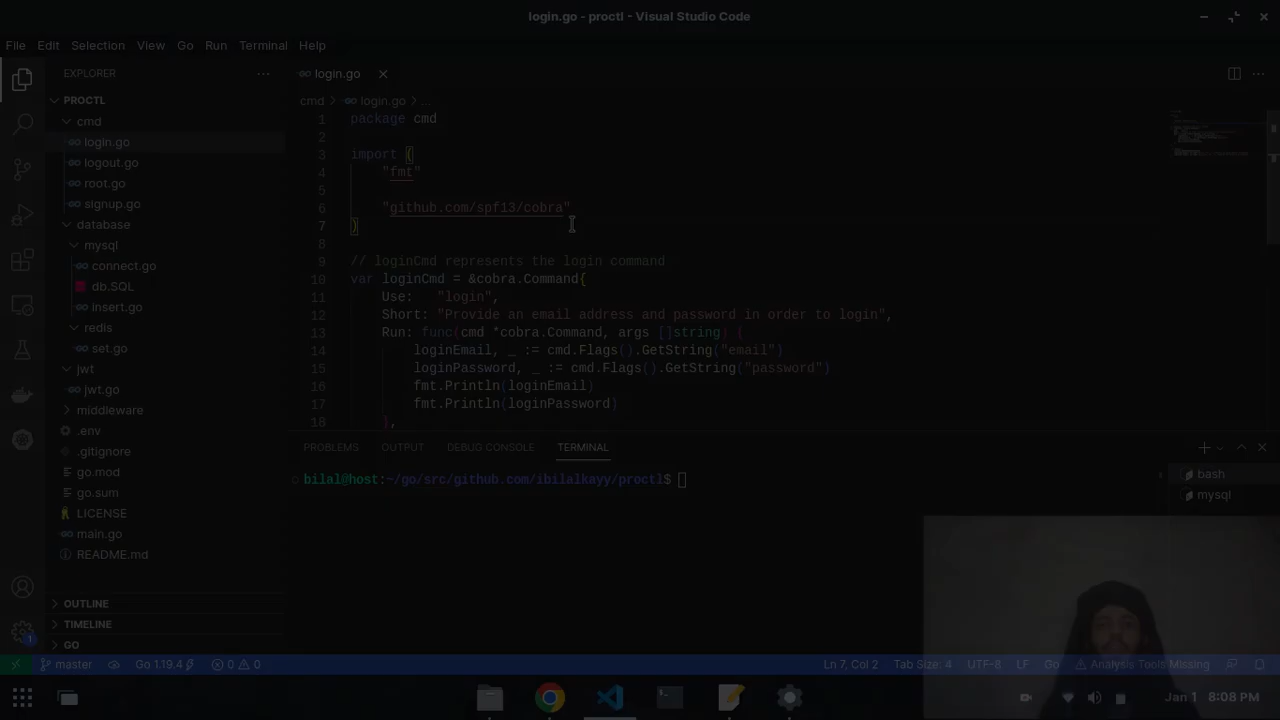 login.go - proctl - Visual Studio Code
File Edit Selection View Go Run Terminal Help
EXPLORER
PROCTL
cmd
login.go
logout.go
root.go
signup.go
database
mysql
connect.go
db.SQL
insert.go
redis
set.go
jwt
jwt.go
middleware
.env
.gitignore
go.mod
go.sum
LICENSE
main.go
README.md
OUTLINE
TIMELINE
GO
login.go
cmd > login.go > ...
1 package cmd
2
3 import (
4 "fmt"
5
6 "github.com/spf13/cobra"
7 )
8
9 // loginCmd represents the login command
10 var loginCmd = &cobra.Command{
11 Use: "login",
12 Short: "Provide an email address and password in order to login",
13 Run: func(cmd *cobra.Command, args []string) {
14 loginEmail, _ := cmd.Flags().GetString("email")
15 loginPassword, _ := cmd.Flags().GetString("password")
16 fmt.Println(loginEmail)
17 fmt.Println(loginPassword)
18 },
PROBLEMS OUTPUT DEBUG CONSOLE TERMINAL
bilal@host:~/go/src/github.com/ibilalkayy/proctl$
bash
mysql
1
master Go 1.19.4 0 0 Ln 7, Col 2 Tab Size: 4 UTF-8 LF Go Analysis Tools Missing
Jan 1 8:08 PM